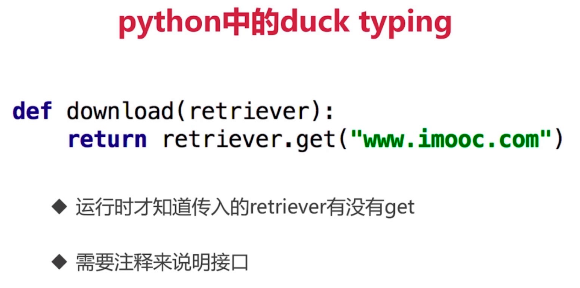 python中的duck typing
def download(retriever):
return retriever.get("www.imooc.com")
◆ 运行时才知道传入的retriever有没有get
◆ 需要注释来说明接口